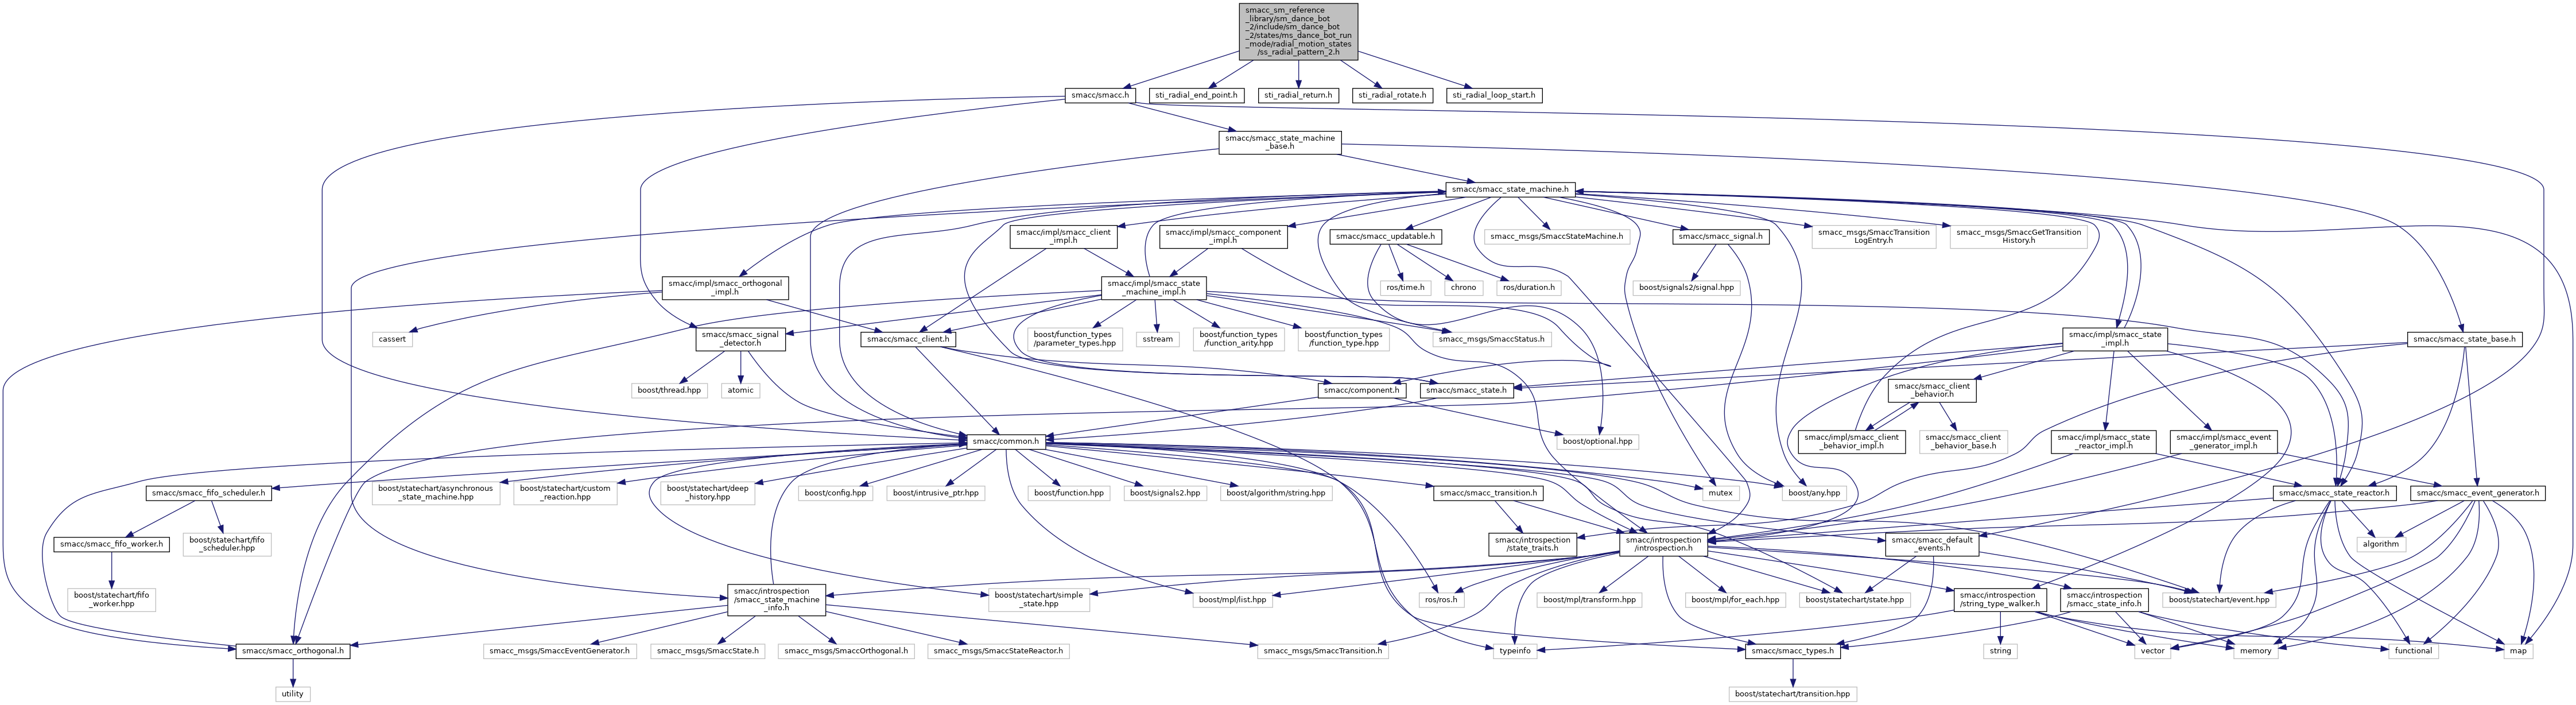 smacc_sm_reference
_library/sm_dance_bot
_2/include/sm_dance_bot
_2/states/ms_dance_bot_run
_mode/radial_motion_states
/ss_radial_pattern_2.h
smacc/smacc.h
sti_radial_end_point.h
sti_radial_return.h
sti_radial_rotate.h
sti_radial_loop_start.h
smacc/smacc_state_machine
_base.h
smacc/smacc_state_machine.h
smacc/impl/smacc_client
_impl.h
smacc/impl/smacc_component
_impl.h
smacc/smacc_updatable.h
smacc_msgs/SmaccStateMachine.h
smacc/smacc_signal.h
smacc_msgs/SmaccTransition
LogEntry.h
smacc_msgs/SmaccGetTransition
History.h
smacc/impl/smacc_orthogonal
_impl.h
smacc/impl/smacc_state
_machine_impl.h
ros/time.h
chrono
ros/duration.h
boost/signals2/signal.hpp
cassert
smacc/smacc_signal
_detector.h
smacc/smacc_client.h
boost/function_types
/parameter_types.hpp
sstream
boost/function_types
/function_arity.hpp
boost/function_types
/function_type.hpp
smacc_msgs/SmaccStatus.h
smacc/impl/smacc_state
_impl.h
smacc/smacc_state_base.h
boost/thread.hpp
atomic
smacc/component.h
smacc/smacc_state.h
smacc/smacc_client
_behavior.h
smacc/common.h
boost/optional.hpp
smacc/impl/smacc_client
_behavior_impl.h
smacc/smacc_client
_behavior_base.h
smacc/impl/smacc_state
_reactor_impl.h
smacc/impl/smacc_event
_generator_impl.h
smacc/smacc_fifo_scheduler.h
boost/statechart/asynchronous
_state_machine.hpp
boost/statechart/custom
_reaction.hpp
boost/statechart/deep
_history.hpp
boost/config.hpp
boost/intrusive_ptr.hpp
boost/function.hpp
boost/signals2.hpp
boost/algorithm/string.hpp
smacc/smacc_transition.h
mutex
boost/any.hpp
smacc/smacc_state_reactor.h
smacc/smacc_event_generator.h
smacc/smacc_fifo_worker.h
boost/statechart/fifo
_scheduler.hpp
smacc/introspection
/state_traits.h
smacc/introspection
/introspection.h
smacc/smacc_default
_events.h
algorithm
boost/statechart/fifo
_worker.hpp
smacc/introspection
/smacc_state_machine
_info.h
boost/statechart/simple
_state.hpp
boost/mpl/list.hpp
ros/ros.h
boost/mpl/transform.hpp
boost/mpl/for_each.hpp
boost/statechart/state.hpp
smacc/introspection
/string_type_walker.h
smacc/introspection
/smacc_state_info.h
boost/statechart/event.hpp
smacc/smacc_orthogonal.h
smacc_msgs/SmaccEventGenerator.h
smacc_msgs/SmaccState.h
smacc_msgs/SmaccOrthogonal.h
smacc_msgs/SmaccStateReactor.h
smacc_msgs/SmaccTransition.h
typeinfo
smacc/smacc_types.h
string
vector
memory
functional
map
utility
boost/statechart/transition.hpp